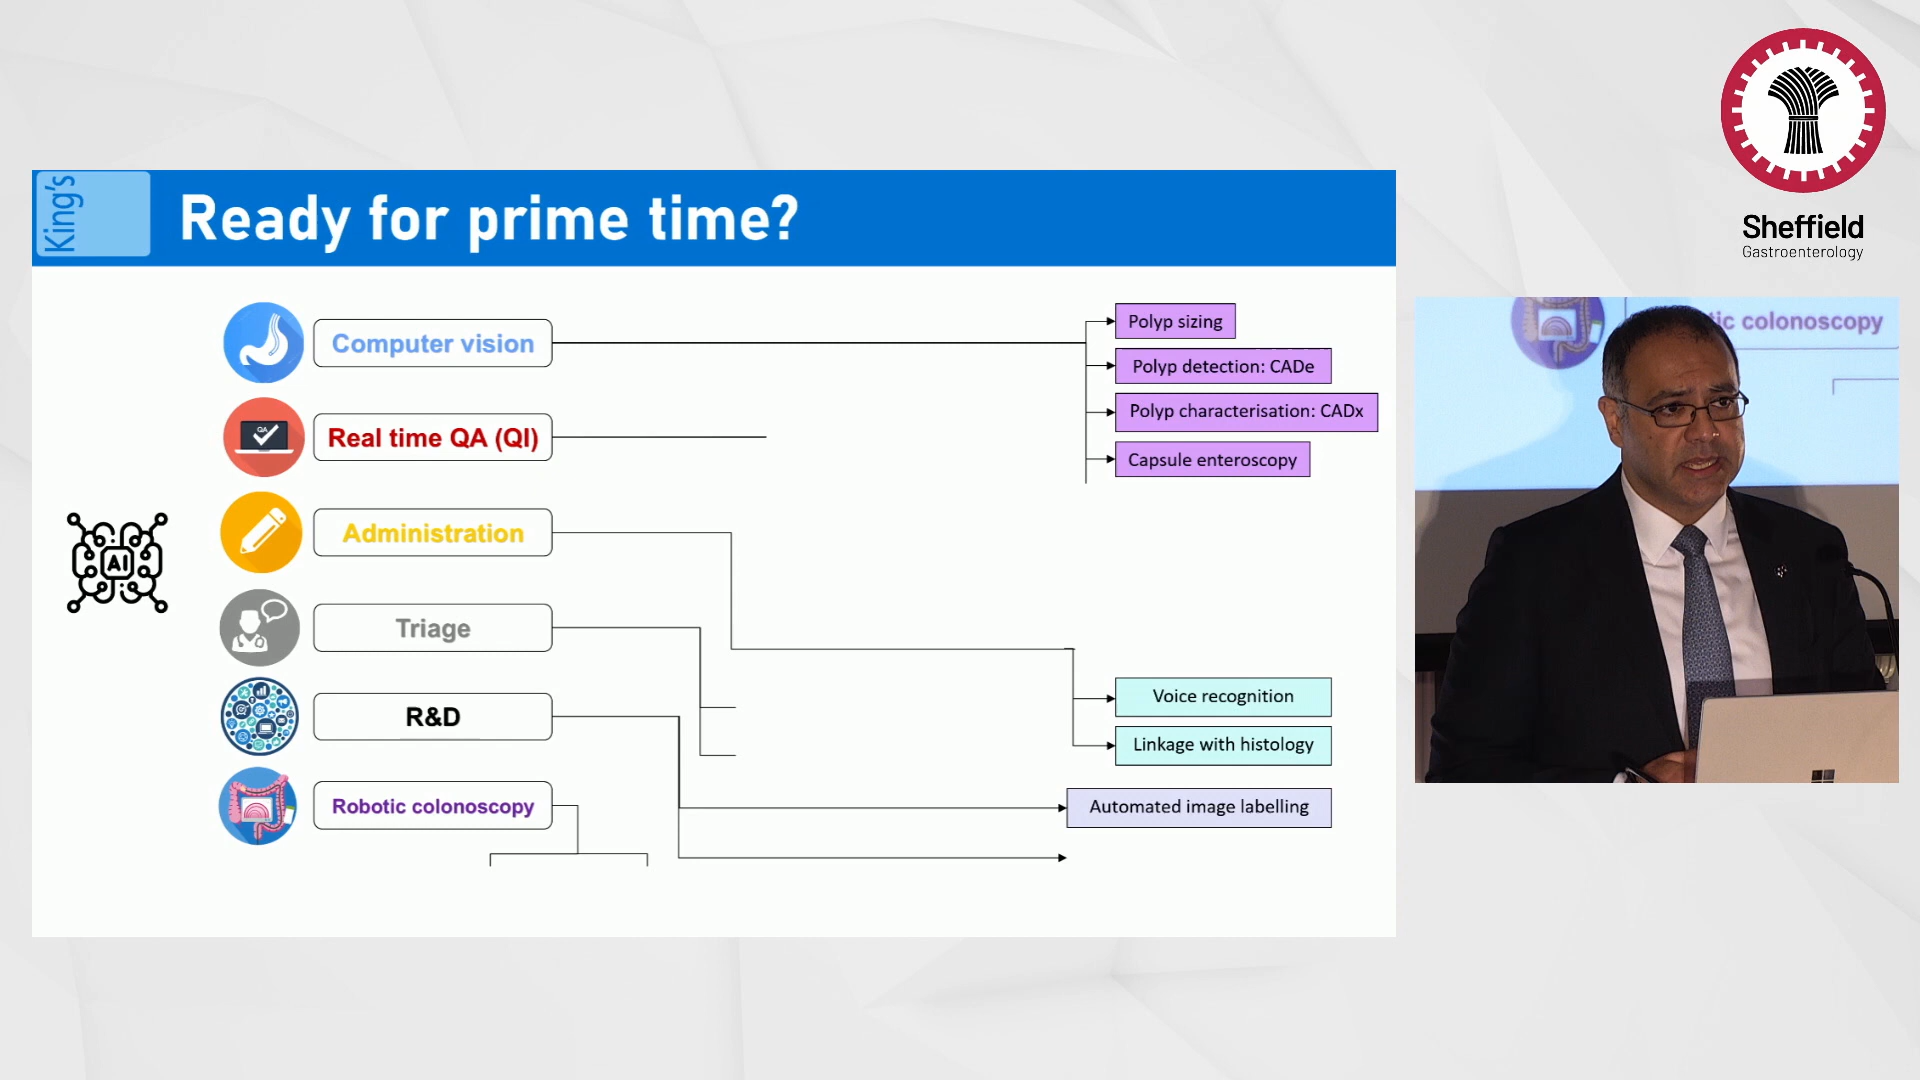 King's
Ready for prime time?
Sheffield
Gastroenterology
Computer vision
Polyp sizing
Polyp detection: CADe
Polyp characterisation: CADx
Capsule enteroscopy
Real time QA (QI)
QA
Administration
AI
Triage
Voice recognition
Linkage with histology
R&D
Automated image labelling
Robotic colonoscopy
tic colonoscopy